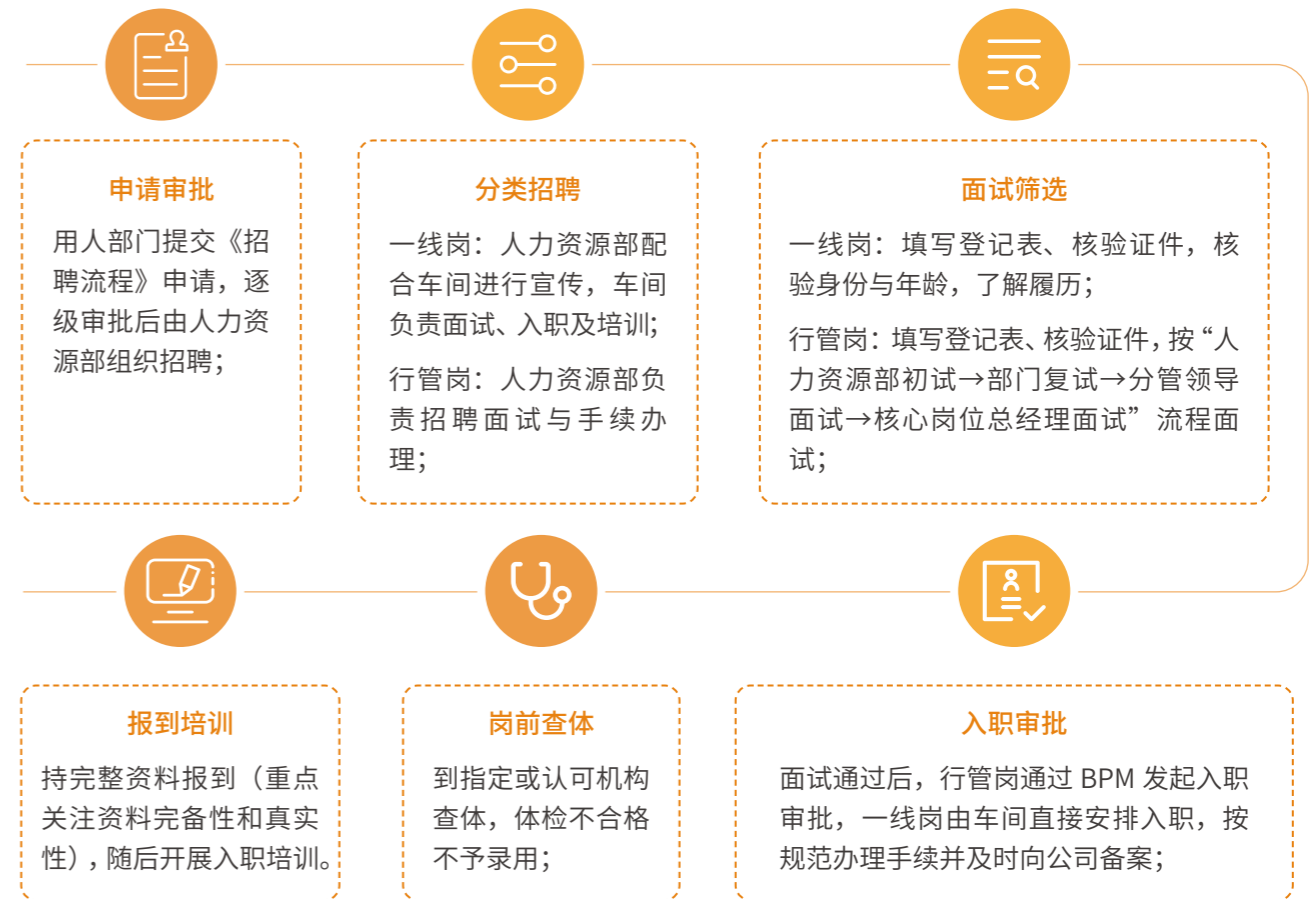 申请审批
用人部门提交《招
聘流程》申请，逐
级审批后由人力资
源部组织招聘；
分类招聘
一线岗：人力资源部配
合车间进行宣传，车间
负责面试、入职及培训；
行管岗：人力资源部负
责招聘面试与手续办
理；
面试筛选
一线岗：填写登记表、核验证件，核
验身份与年龄，了解履历；
行管岗：填写登记表、核验证件，按“人
力资源部初试→部门复试→分管领导
面试→核心岗位总经理面试”流程面
试；
入职审批
面试通过后，行管岗通过 BPM 发起入职
审批，一线岗由车间直接安排入职，按
规范办理手续并及时向公司备案；
岗前查体
到指定或认可机构
查体，体检不合格
不予录用；
报到培训
持完整资料报到（重点
关注资料完备性和真实
性），随后开展入职培训。